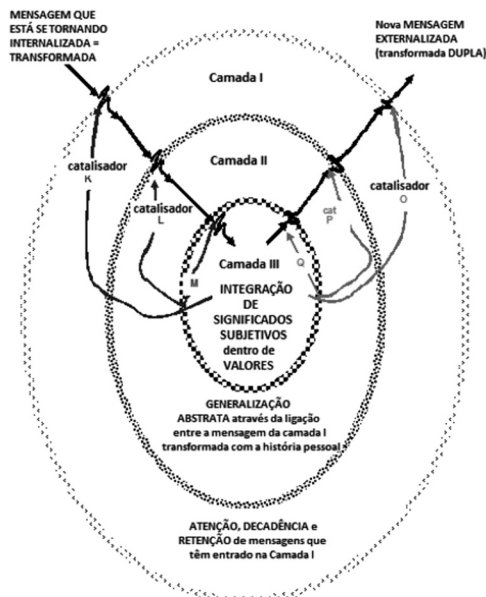 MENSAGEM QUE
ESTÁ SE TORNANDO
INTERNALIZADA =
TRANSFORMADA
Nova MENSAGEM
EXTERNALIZADA
(transformada DUPLA)
Camada I
Camada II
catalisador
K
catalisador
L
cat
P
catalisador
O
M
Q
Camada III
INTEGRAÇÃO
DE
SIGNIFICADOS
SUBJETIVOS
dentro de
VALORES
GENERALIZAÇÃO
ABSTRATA através da ligação
entre a mensagem da camada I
transformada com a história pessoal
ATENÇÃO, DECADÊNCIA e
RETENÇÃO de mensagens que
têm entrado na Camada I